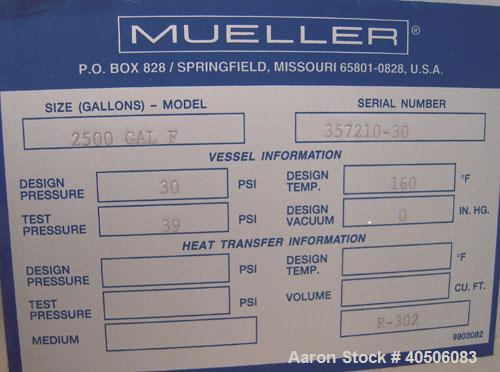 MUELLER®
P.O. BOX 828 / SPRINGFIELD, MISSOURI 65801-0828, U.S.A.
SIZE (GALLONS) – MODEL SERIAL NUMBER
2500 GAL F 357210-30
VESSEL INFORMATION
DESIGN PRESSURE 30 PSI DESIGN TEMP. 160 °F
TEST PRESSURE 39 PSI DESIGN VACUUM 0 IN. HG.
HEAT TRANSFER INFORMATION
DESIGN PRESSURE PSI DESIGN TEMP. °F
TEST PRESSURE PSI VOLUME CU. FT.
MEDIUM R-302
9803082
Aaron Stock # 40506083